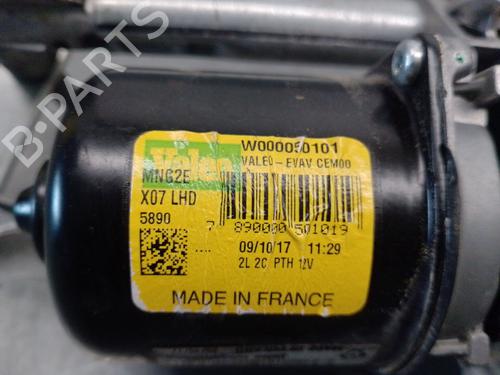 Valeo
W000050101
VALEO-EVAV CEM00
MNG2E
X07 LHD
5890
7 890000 501019
09/10/17 11:29
2L 2C PTH 12V
MADE IN FRANCE